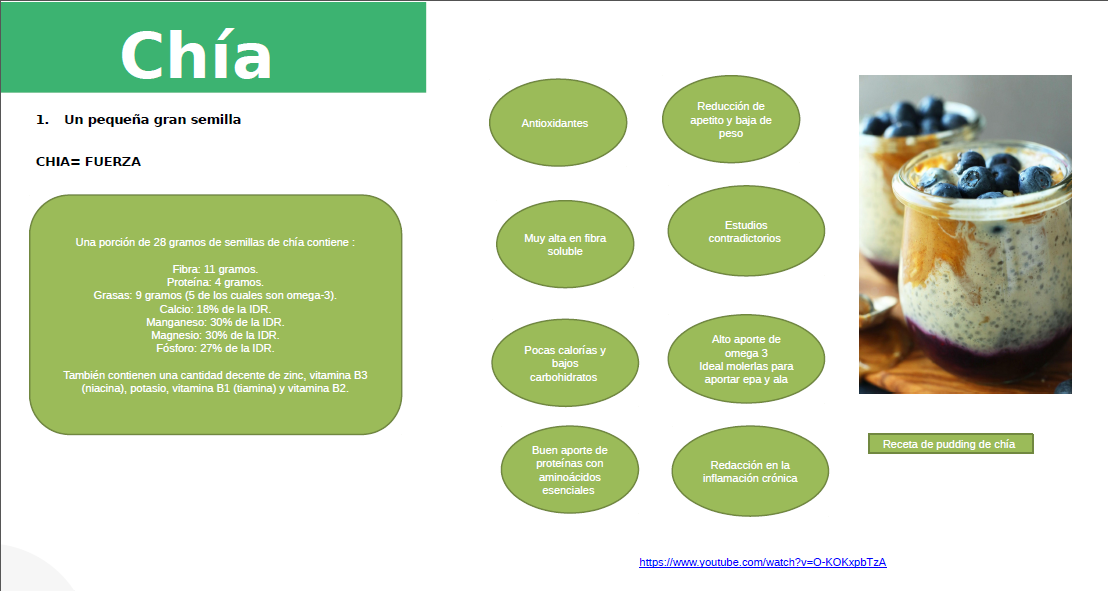 Chía
1. Un pequeña gran semilla
CHIA= FUERZA
Una porción de 28 gramos de semillas de chía contiene :
Fibra: 11 gramos.
Proteína: 4 gramos.
Grasas: 9 gramos (5 de los cuales son omega-3).
Calcio: 18% de la IDR.
Manganeso: 30% de la IDR.
Magnesio: 30% de la IDR.
Fósforo: 27% de la IDR.
También contienen una cantidad decente de zinc, vitamina B3
(niacina), potasio, vitamina B1 (tiamina) y vitamina B2.
Antioxidantes
Reducción de
apetito y baja de
peso
Muy alta en fibra
soluble
Estudios
contradictorios
Pocas calorías y
bajos
carbohidratos
Alto aporte de
omega 3
Ideal molerlas para
aportar epa y ala
Buen aporte de
proteínas con
aminoácidos
esenciales
Redacción en la
inflamación crónica
Receta de pudding de chía
https://www.youtube.com/watch?v=O-KOKxpbTzA